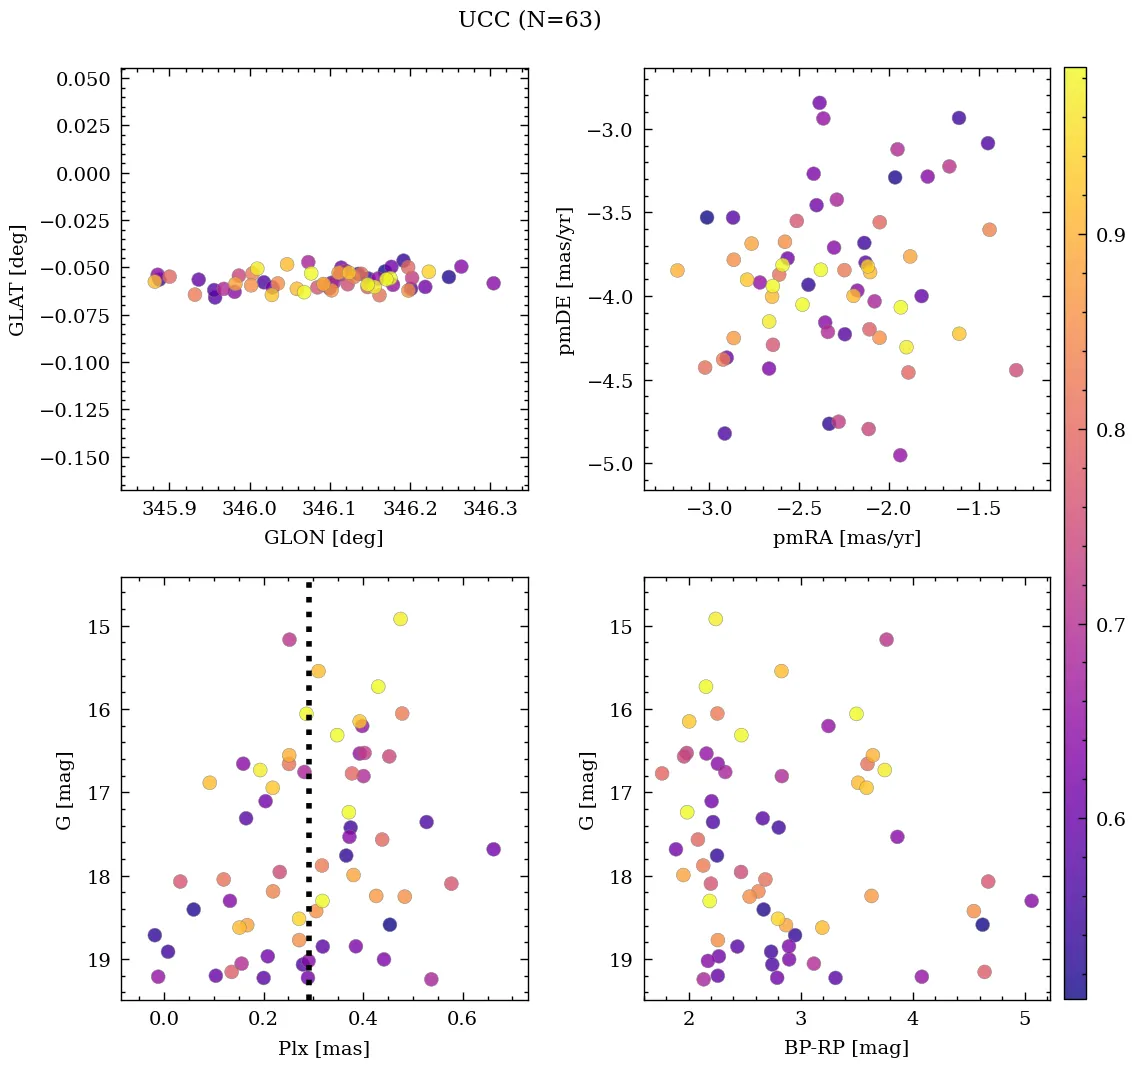 UCC (N=63)
0.050
0.025
0.000
−0.025
−0.050
−0.075
−0.100
−0.125
−0.150
GLAT [deg]
345.9 346.0 346.1 346.2 346.3
GLON [deg]
−3.0
−3.5
−4.0
−4.5
−5.0
pmDE [mas/yr]
−3.0 −2.5 −2.0 −1.5
pmRA [mas/yr]
15
16
17
18
19
G [mag]
0.0 0.2 0.4 0.6
Plx [mas]
15
16
17
18
19
G [mag]
2 3 4 5
BP-RP [mag]
0.9
0.8
0.7
0.6